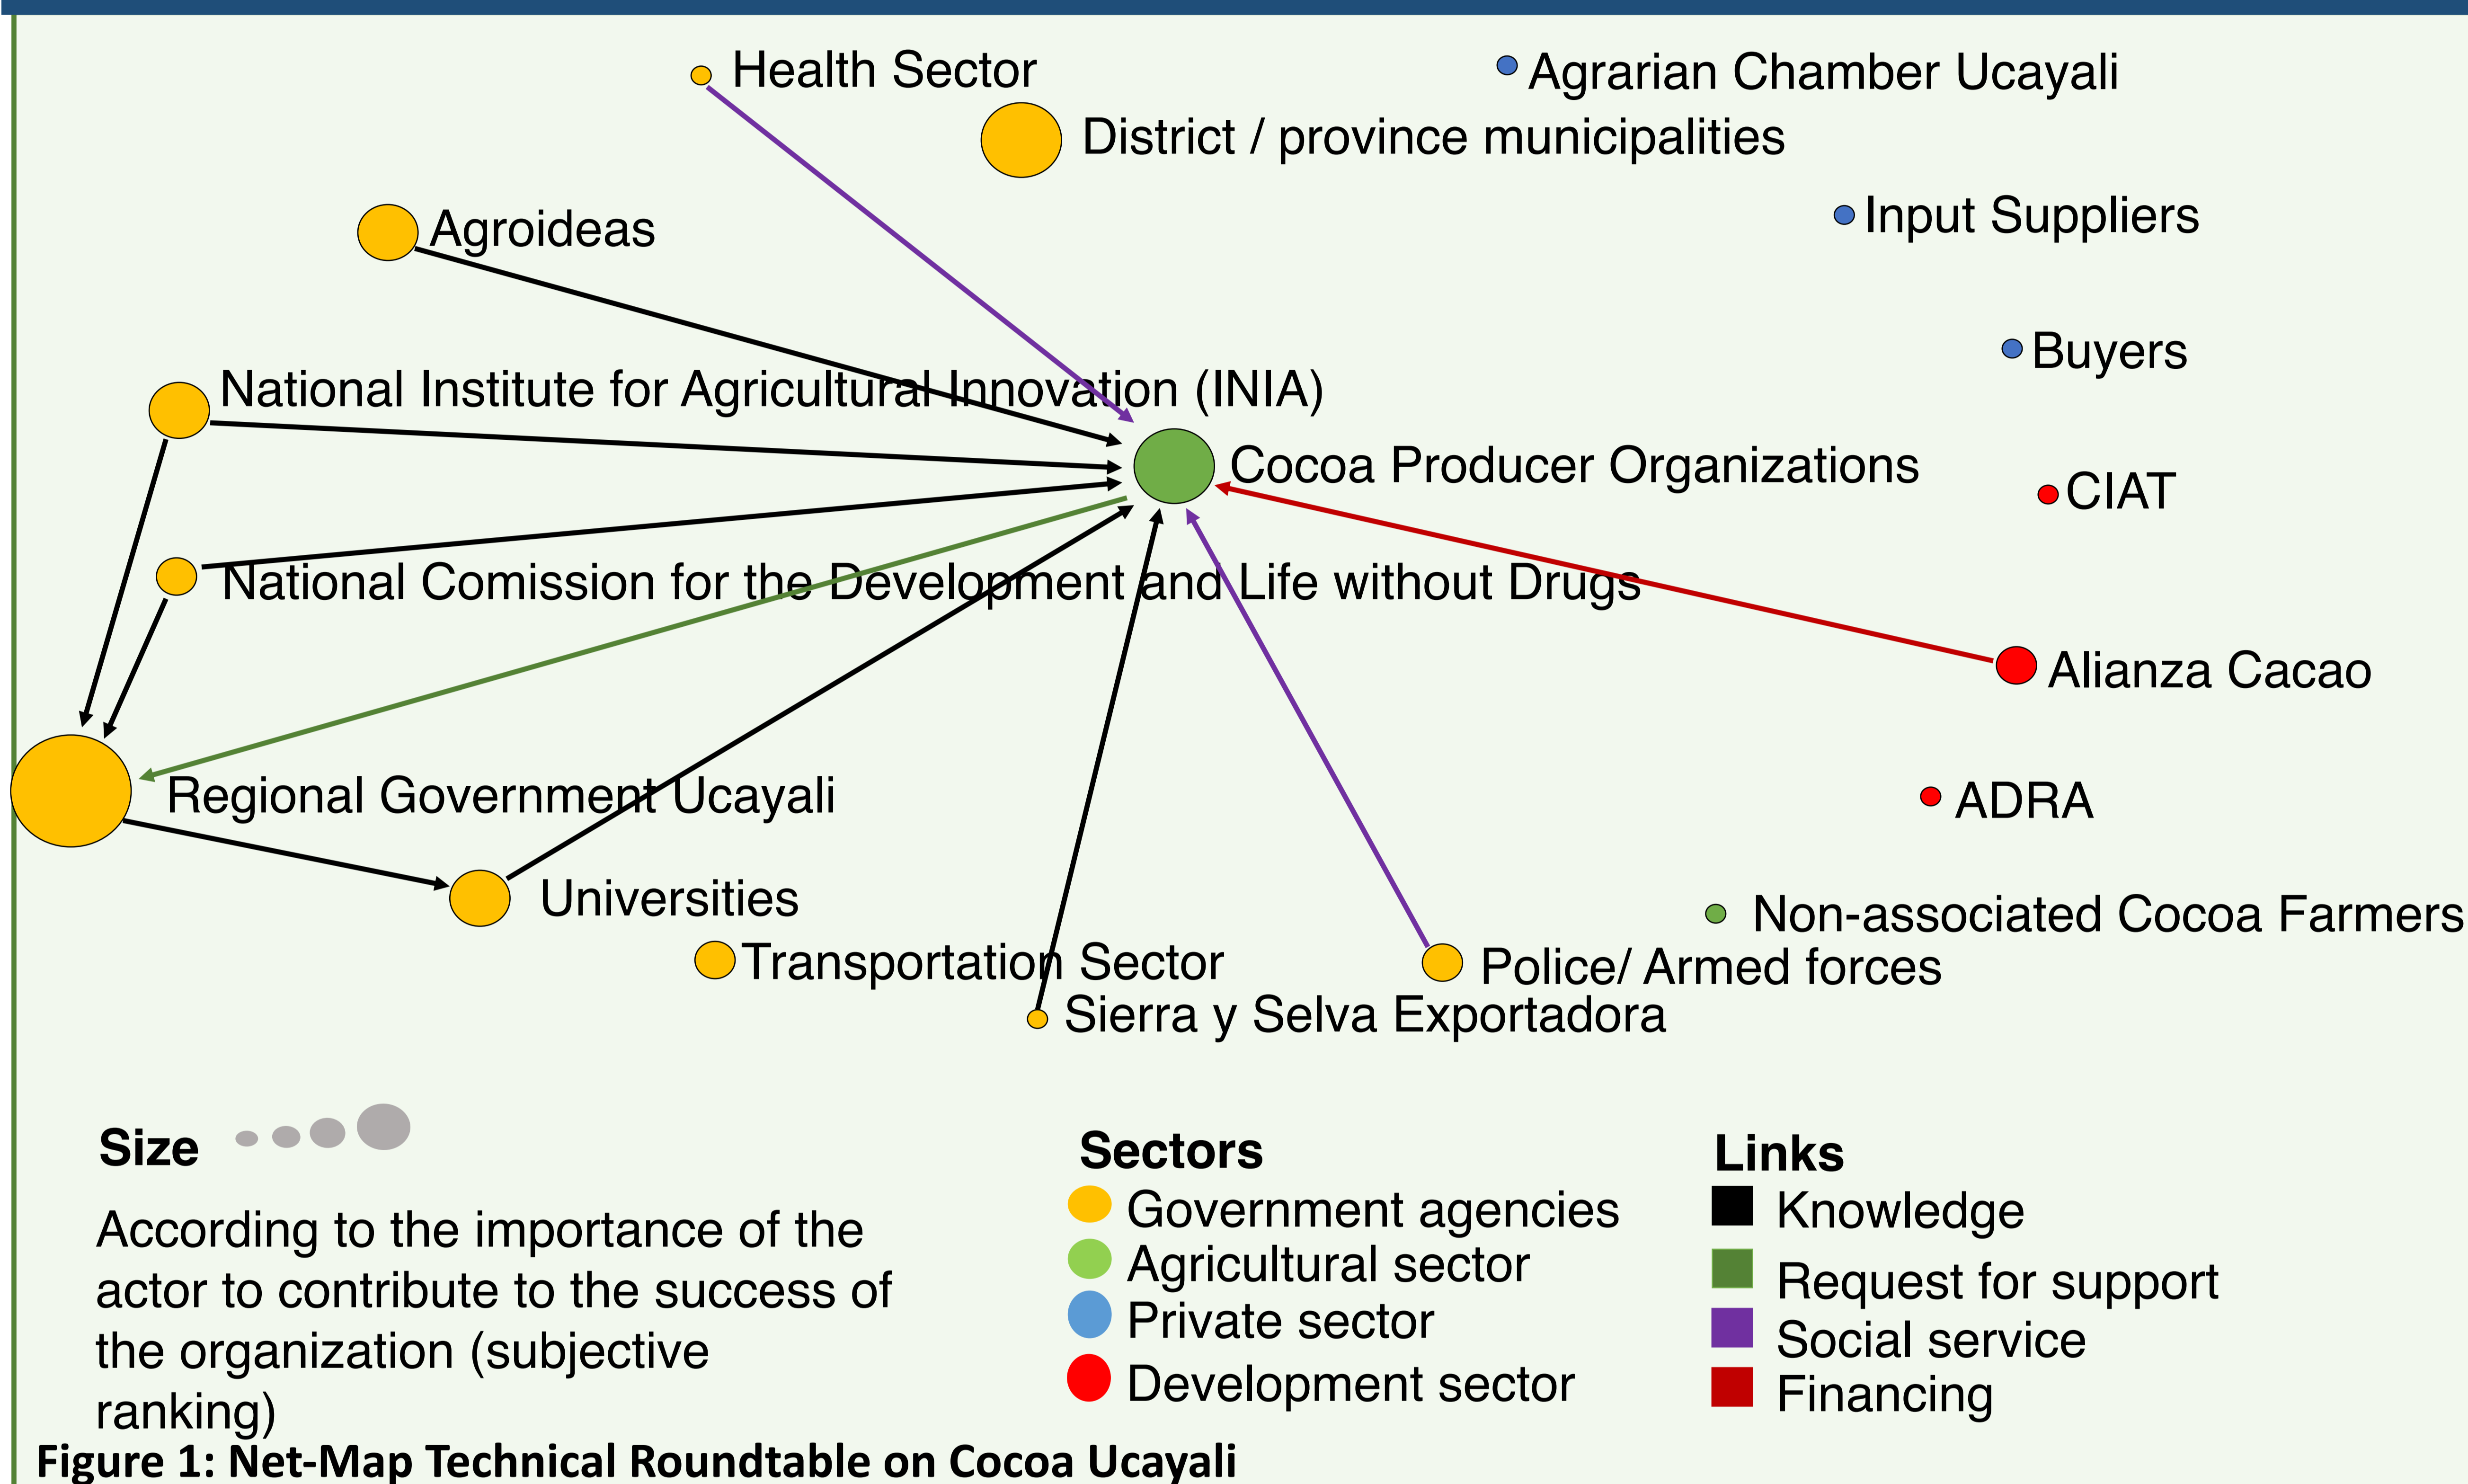 Health Sector
Agrarian Chamber Ucayali
District / province municipalities
Input Suppliers
Agroideas
Buyers
National Institute for Agricultural Innovation (INIA)
Cocoa Producer Organizations
CIAT
National Comission for the Development and Life without Drugs
Alianza Cacao
Regional Government Ucayali
ADRA
Universities
Non-associated Cocoa Farmers
Transportation Sector
Police/ Armed forces
Sierra y Selva Exportadora
Size
According to the importance of the
actor to contribute to the success of
the organization (subjective
ranking)
Sectors
Government agencies
Agricultural sector
Private sector
Development sector
Links
Knowledge
Request for support
Social service
Financing
Figure 1: Net-Map Technical Roundtable on Cocoa Ucayali